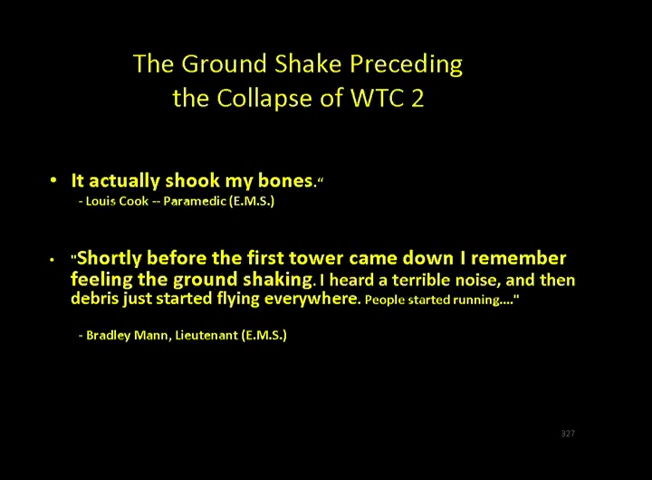 The Ground Shake Preceding
the Collapse of WTC 2
• It actually shook my bones.“
- Louis Cook -- Paramedic (E.M.S.)
• "Shortly before the first tower came down I remember
feeling the ground shaking. I heard a terrible noise, and then
debris just started flying everywhere. People started running...."
- Bradley Mann, Lieutenant (E.M.S.)
327